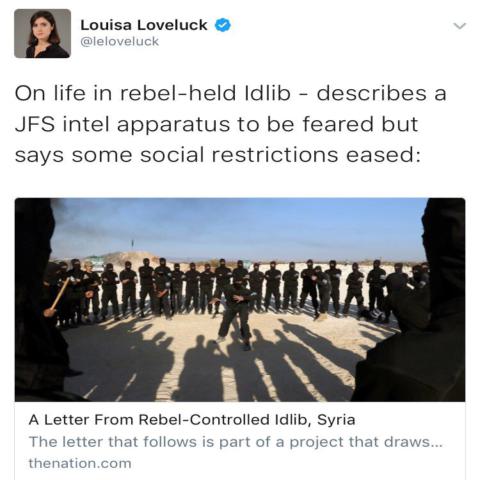 Louisa Loveluck
@leloveluck
On life in rebel-held Idlib - describes a
JFS intel apparatus to be feared but
says some social restrictions eased:
A Letter From Rebel-Controlled Idlib, Syria
The letter that follows is part of a project that draws...
thenation.com